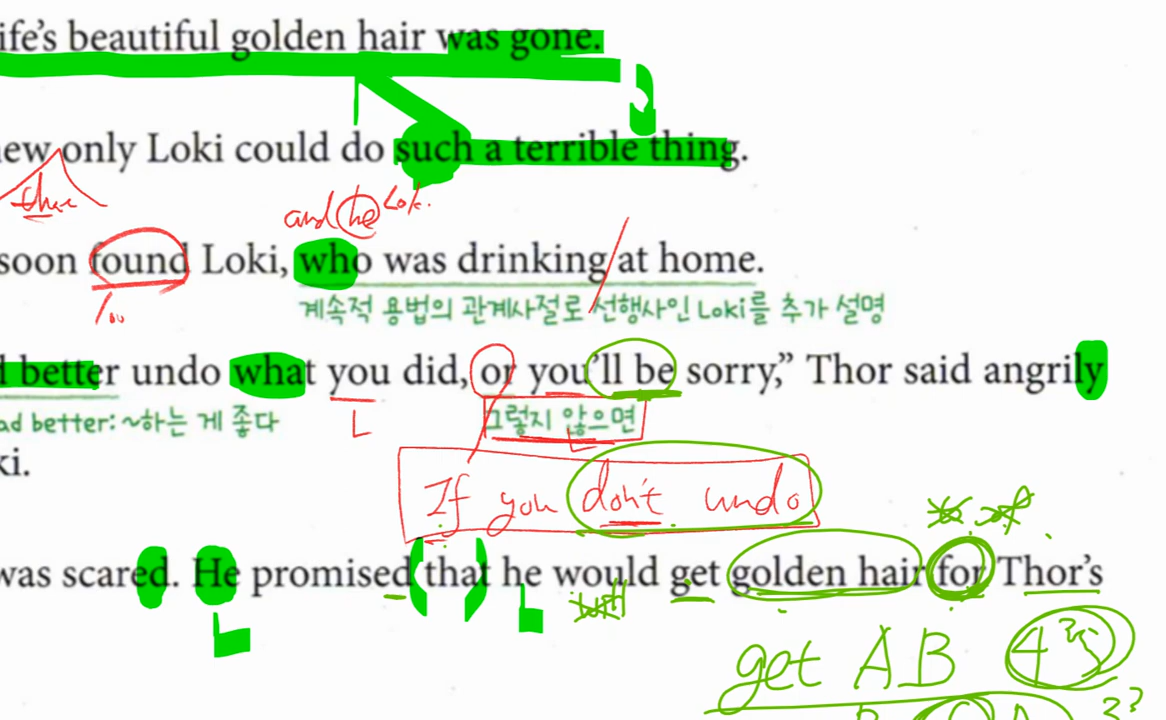 ife's beautiful golden hair was gone.
ew only Loki could do such a terrible thing.
and he Loki
soon found Loki, who was drinking at home.
계속적 용법의 관계사절로 선행사인 Loki를 추가 설명
d better undo what you did, or you'll be sorry," Thor said angrily
ad better: ~하는 게 좋다
그렇지 않으면
ki.
If you don't undo
was scared. He promised that he would get golden hair for Thor's
get A B 4형